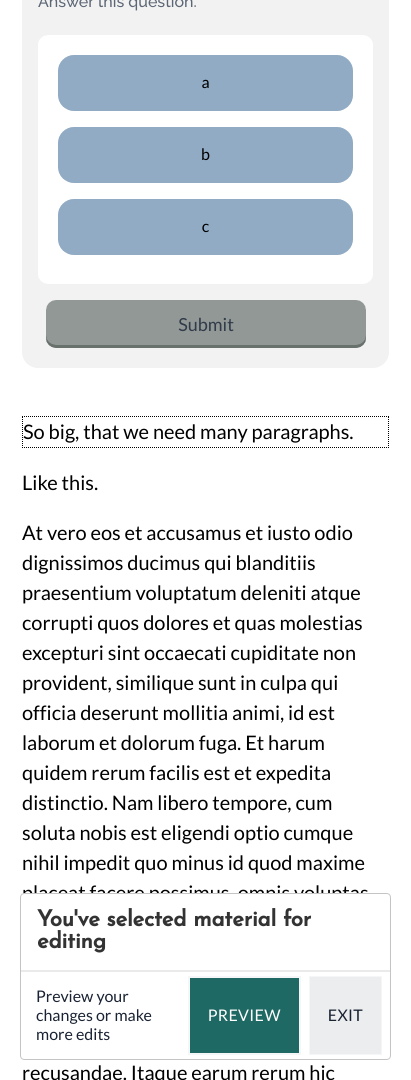 Answer this question.
a
b
c
Submit
So big, that we need many paragraphs.
Like this.
At vero eos et accusamus et iusto odio
dignissimos ducimus qui blanditiis
praesentium voluptatum deleniti atque
corrupti quos dolores et quas molestias
excepturi sint occaecati cupiditate non
provident, similique sunt in culpa qui
officia deserunt mollitia animi, id est
laborum et dolorum fuga. Et harum
quidem rerum facilis est et expedita
distinctio. Nam libero tempore, cum
soluta nobis est eligendi optio cumque
nihil impedit quo minus id quod maxime
placeat facere possimus, omnis voluptas
You've selected material for
editing
Preview your
changes or make
more edits
PREVIEW
EXIT
recusandae. Itaque earum rerum hic